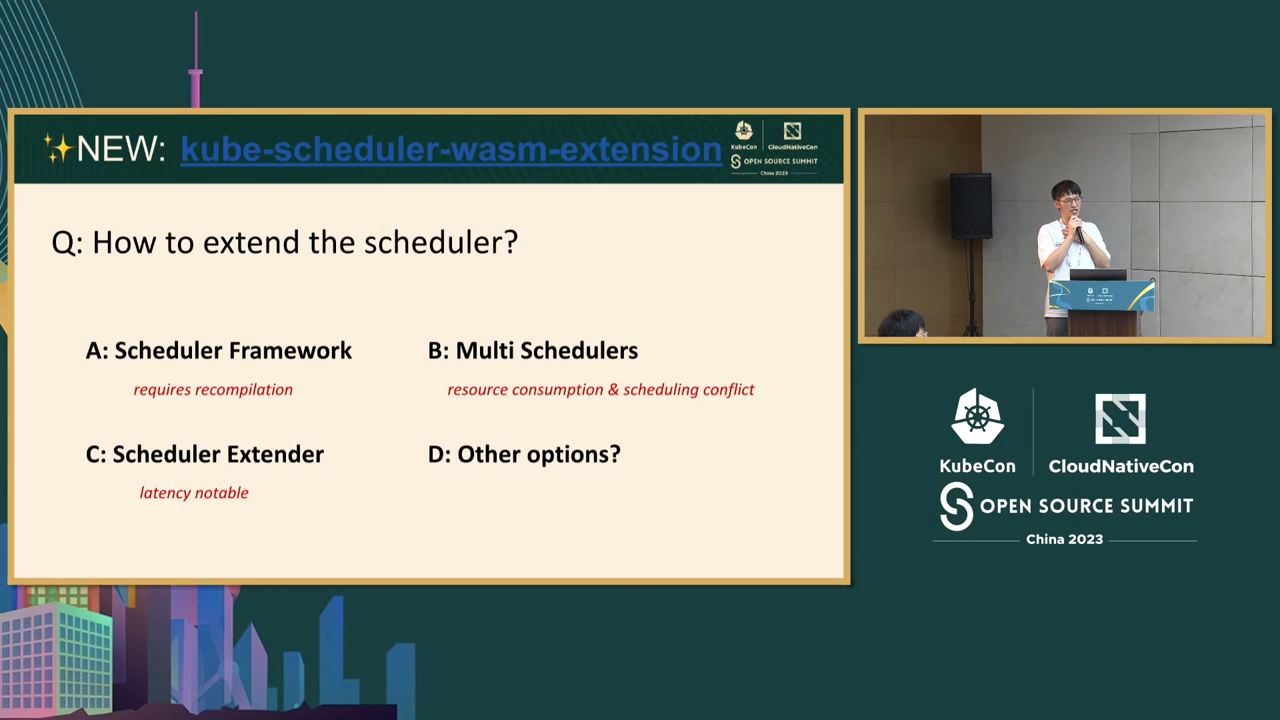 ✨NEW: kube-scheduler-wasm-extension
KubeCon CloudNativeCon
OPEN SOURCE SUMMIT
China 2023
Q: How to extend the scheduler?
A: Scheduler Framework
requires recompilation
B: Multi Schedulers
resource consumption & scheduling conflict
C: Scheduler Extender
latency notable
D: Other options?
KubeCon CloudNativeCon
OPEN SOURCE SUMMIT
China 2023